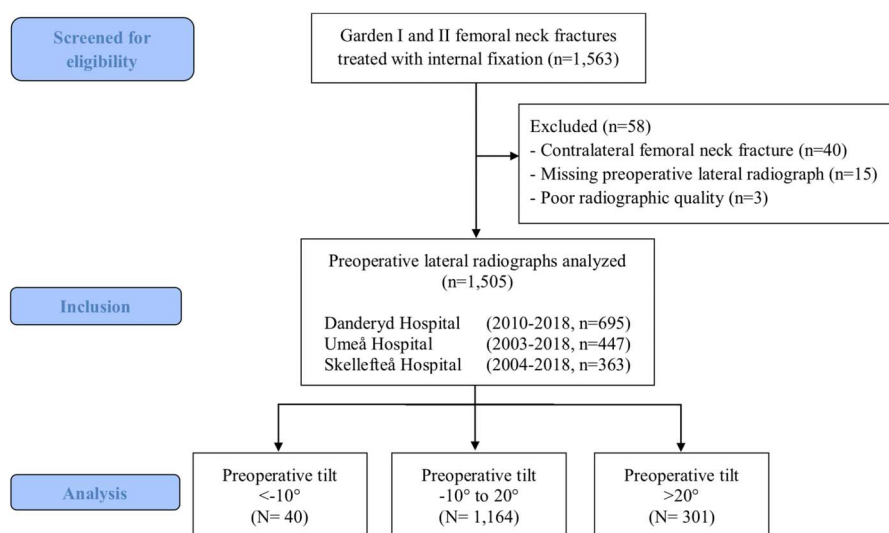 Screened for
eligibility
Garden I and II femoral neck fractures
treated with internal fixation (n=1,563)
Excluded (n=58)
- Contralateral femoral neck fracture (n=40)
- Missing preoperative lateral radiograph (n=15)
- Poor radiographic quality (n=3)
Inclusion
Preoperative lateral radiographs analyzed
(n=1,505)
Danderyd Hospital (2010-2018, n=695)
Umeå Hospital (2003-2018, n=447)
Skellefteå Hospital (2004-2018, n=363)
Analysis
Preoperative tilt
<-10°
(N= 40)
Preoperative tilt
-10° to 20°
(N= 1,164)
Preoperative tilt
>20°
(N= 301)